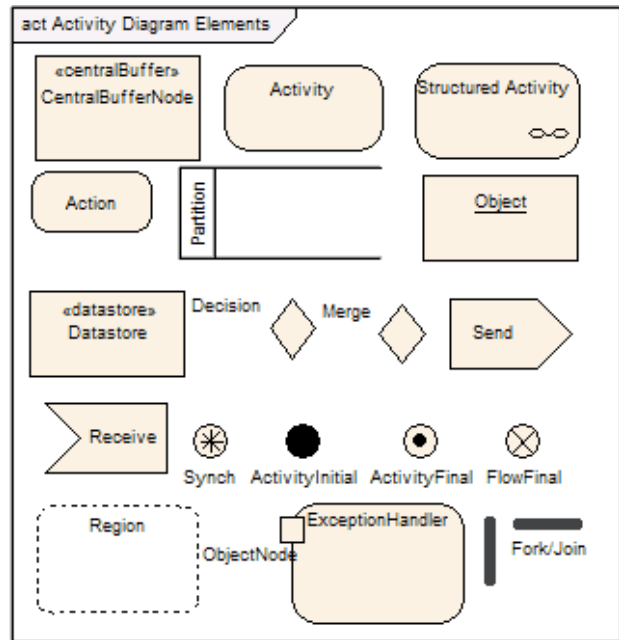 act Activity Diagram Elements
«centralBuffer»
CentralBufferNode
Activity
Structured Activity
Action
Partition
Object
«datastore»
Datastore
Decision
Merge
Send
Receive
Synch
ActivityInitial
ActivityFinal
FlowFinal
Region
ObjectNode
ExceptionHandler
Fork/Join